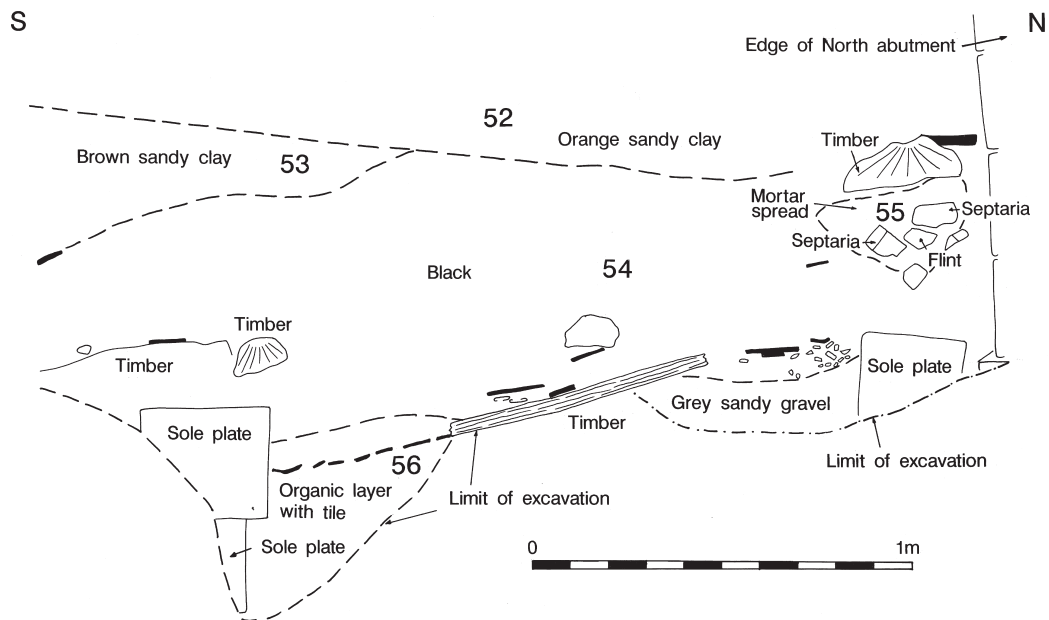 S
N
Edge of North abutment
52
Orange sandy clay
Brown sandy clay
53
Timber
Mortar
spread
55
Septaria
Septaria
Flint
Black
54
Timber
Timber
Sole plate
Sole plate
Grey sandy gravel
Timber
56
Limit of excavation
Organic layer
with tile
Limit of excavation
Sole plate
0
1m